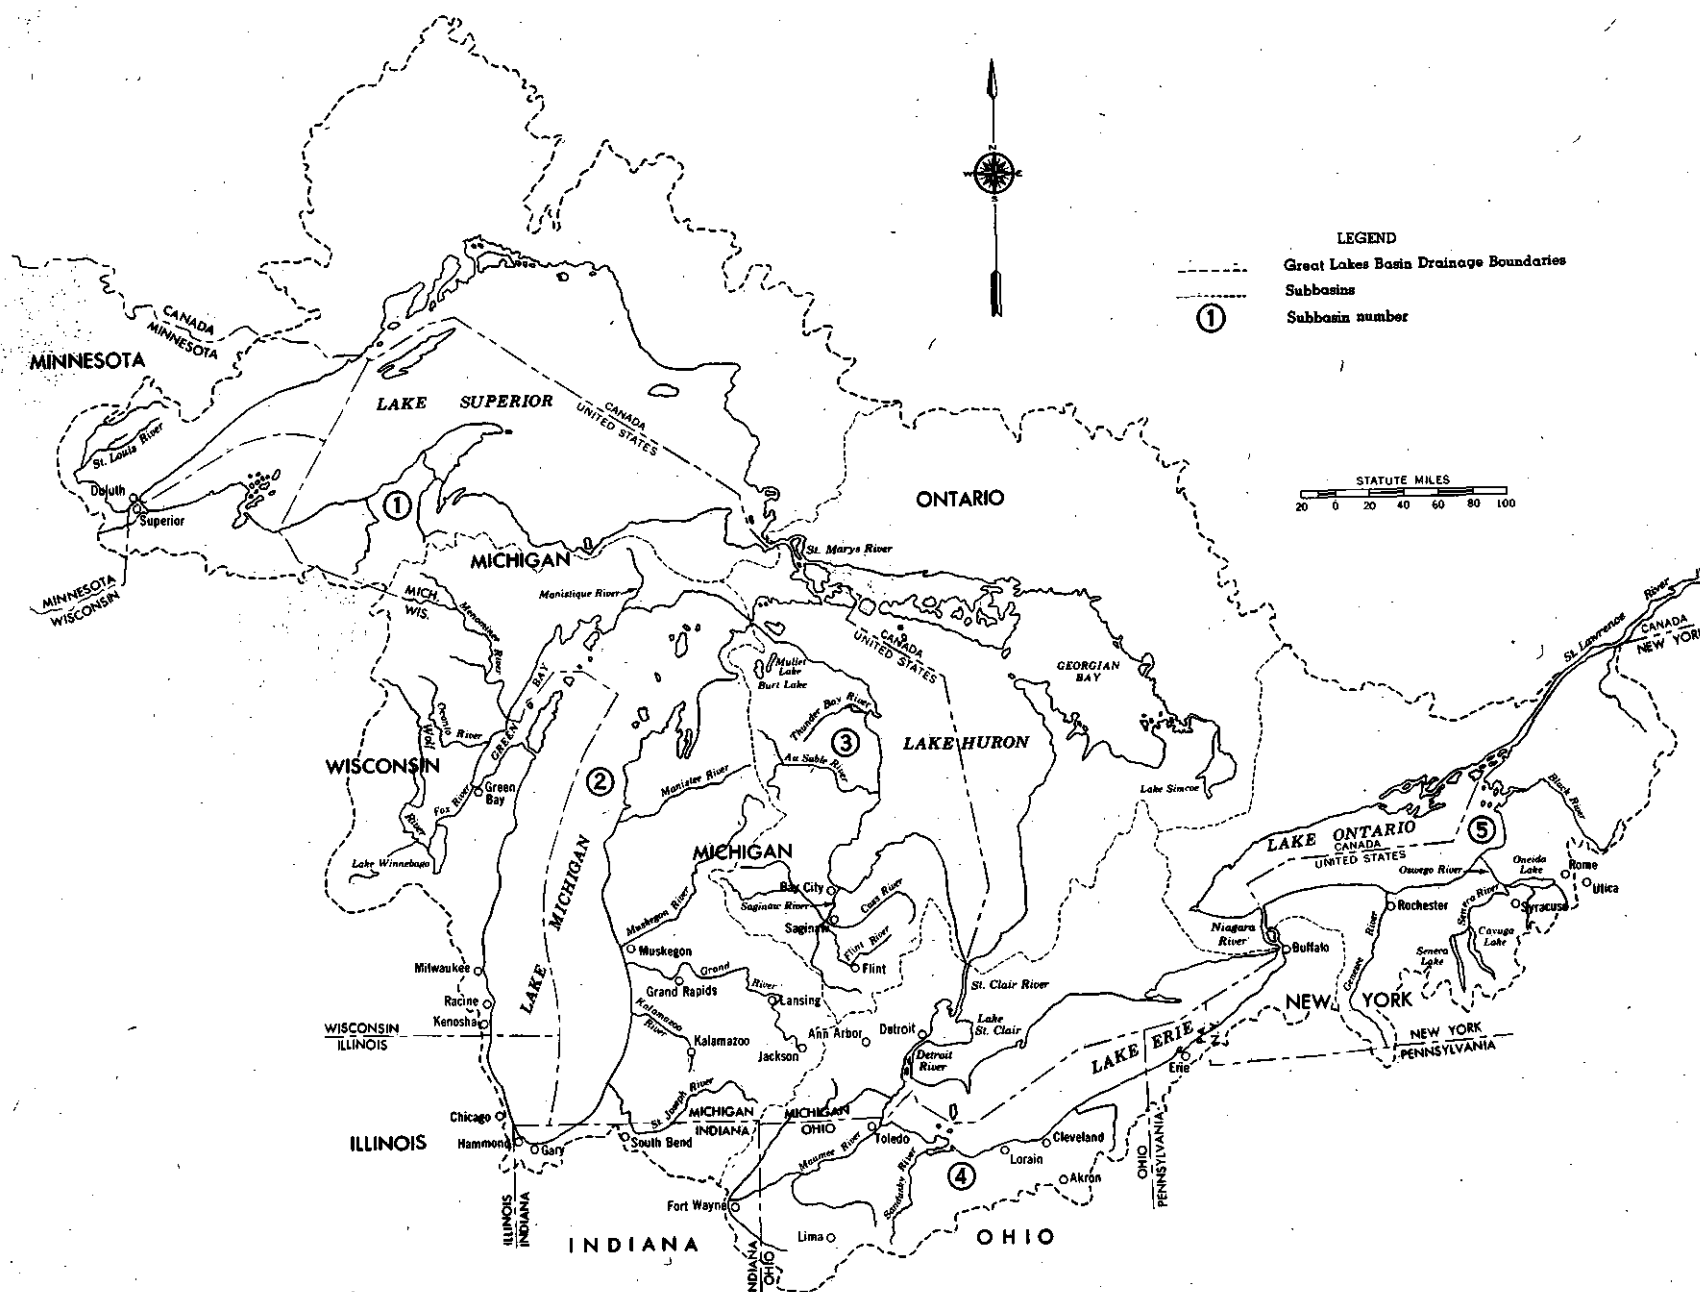 N
W
E
S
LEGEND
Great Lakes Basin Drainage Boundaries
Subbasins
1
Subbasin number
CANADA
MINNESOTA
MINNESOTA
LAKE SUPERIOR
CANADA
UNITED STATES
St. Louis River
Duluth
Superior
1
ONTARIO
STATUTE MILES
20 0 20 40 60 80 100
MINNESOTA
WISCONSIN
MICHIGAN
St. Marys River
MICH.
WIS.
Menominee
River
Manistique River
CANADA
UNITED STATES
GEORGIAN
BAY
St. Lawrence River
CANADA
NEW YORK
Mullet
Lake
Burt Lake
Thunder Bay River
3
LAKE HURON
Oconto
River
Wolf
River
GREEN BAY
WISCONSIN
Green
Bay
Fox River
2
Manistee River
Au Sable River
Lake Simcoe
Black River
Lake Winnebago
LAKE MICHIGAN
MICHIGAN
LAKE ONTARIO
CANADA
UNITED STATES
5
Oswego River
Oneida
Lake
Rome
Utica
Bay City
Saginaw River
Cass River
Saginaw
Flint River
Flint
Muskegon River
Muskegon
Rochester
Seneca River
Syracuse
Cayuga
Lake
Seneca
Lake
Genesee
River
Niagara
River
Buffalo
Milwaukee
Grand
River
Grand Rapids
Lansing
St. Clair River
Racine
Kenosha
Kalamazoo
River
Kalamazoo
Ann Arbor
Jackson
Detroit
Lake
St. Clair
Detroit
River
NEW YORK
WISCONSIN
ILLINOIS
LAKE ERIE
Erie
NEW YORK
PENNSYLVANIA
Chicago
Hammond
Gary
ILLINOIS
St. Joseph River
South Bend
MICHIGAN
INDIANA
MICHIGAN
OHIO
Toledo
Maumee River
Sandusky River
4
Lorain
Cleveland
Akron
OHIO
PENNSYLVANIA
Fort Wayne
Lima
ILLINOIS
INDIANA
INDIANA
INDIANA
OHIO
OHIO